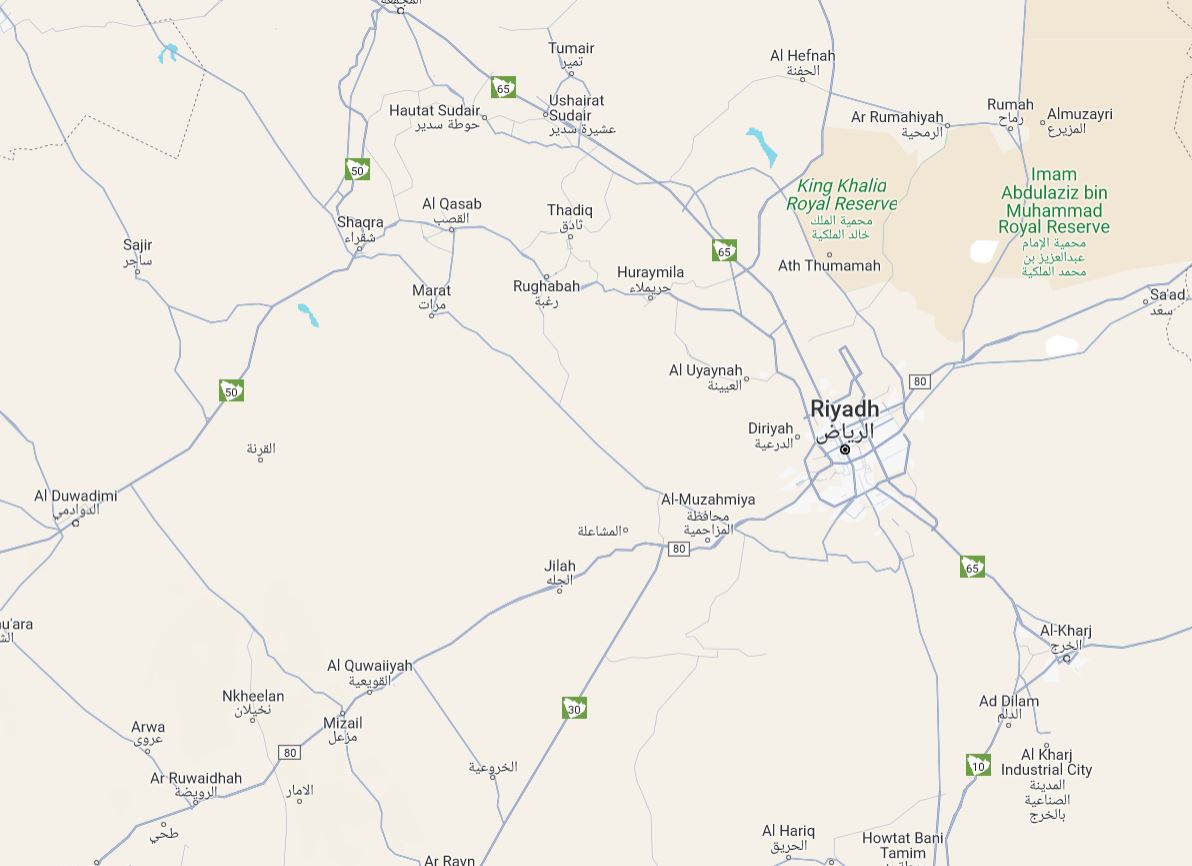 المجمعة
Tumair
تمير
Al Hefnah
الحفنة
65
Hautat Sudair
حوطة سدير
Ushairat
Sudair
عشيرة سدير
Ar Rumahiyah
الرمحية
Rumah
رماح
Almuzayri
المزيرع
50
King Khalid
Royal Reserve
محمية الملك
خالد الملكية
Imam
Abdulaziz bin
Muhammad
Royal Reserve
محمية الإمام
عبدالعزيز بن
محمد الملكية
Shaqra
شقراء
Al Qasab
القصب
Thadiq
ثادق
Sajir
ساجر
65
Ath Thumamah
Marat
مرات
Rughabah
رغبة
Huraymila
حريملاء
Sa'ad
سعد
50
Al Uyaynah
العيينة
80
Riyadh
الرياض
Diriyah
الدرعية
القرنة
Al Duwadimi
الدوادمي
Al-Muzahmiya
محافظة
المزاحمية
المشاعلة
80
Jilah
الجله
65
u'ara
Al-Kharj
الخرج
Al Quwaiiyah
القويعية
Nkheelan
نخيلان
30
Ad Dilam
الدلم
Mizail
مزعل
Arwa
عروى
80
Al Kharj
Industrial City
المدينة
الصناعية
بالخرج
10
الخروعية
Ar Ruwaidhah
الرويضة
الامار
طحي
Al Hariq
الحريق
Howtat Bani
Tamim
Ar Rayn